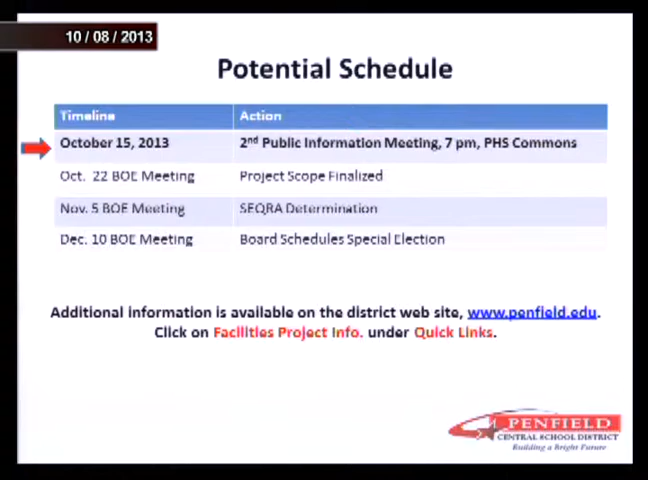 10 / 08 / 2013
Potential Schedule
Timeline Action
October 15, 2013 2nd Public Information Meeting, 7 pm, PHS Commons
Oct. 22 BOE Meeting Project Scope Finalized
Nov. 5 BOE Meeting SEQRA Determination
Dec. 10 BOE Meeting Board Schedules Special Election
Additional information is available on the district web site, www.penfield.edu.
Click on Facilities Project Info. under Quick Links.
PENFIELD
CENTRAL SCHOOL DISTRICT
Building a Bright Future